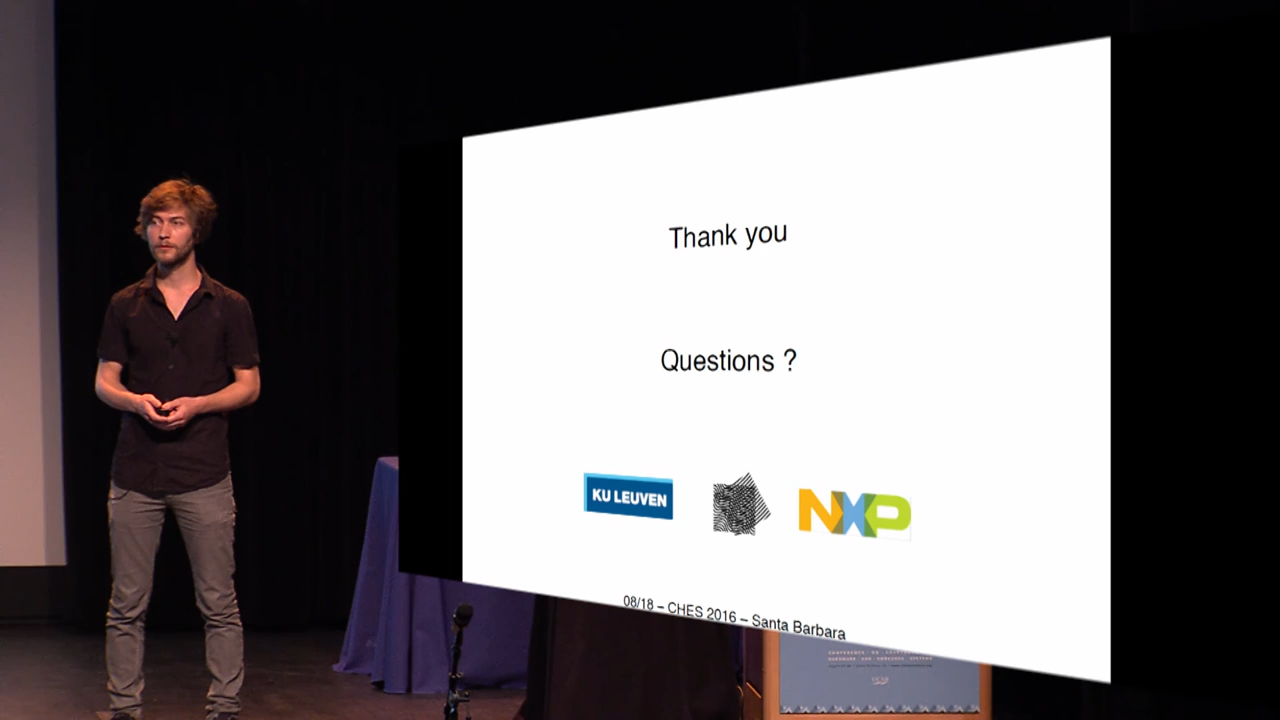 Thank you
Questions ?
KU LEUVEN
NXP
08/18 – CHES 2016 – Santa Barbara